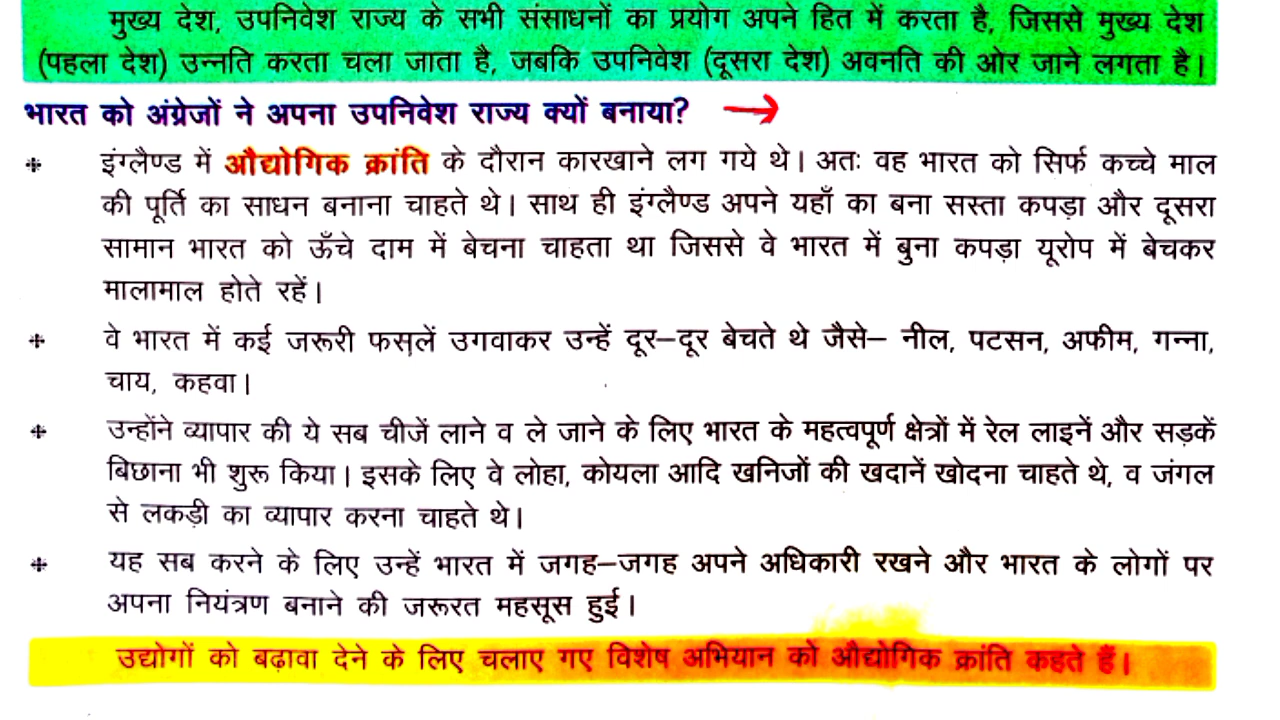 मुख्य देश, उपनिवेश राज्य के सभी संसाधनों का प्रयोग अपने हित में करता है, जिससे मुख्य देश
(पहला देश) उन्नति करता चला जाता है, जबकि उपनिवेश (दूसरा देश) अवनति की ओर जाने लगता है।
भारत को अंग्रेजों ने अपना उपनिवेश राज्य क्यों बनाया? →
इंग्लैण्ड में औद्योगिक क्रांति के दौरान कारखाने लग गये थे। अतः वह भारत को सिर्फ कच्चे माल
की पूर्ति का साधन बनाना चाहते थे। साथ ही इंग्लैण्ड अपने यहाँ का बना सस्ता कपड़ा और दूसरा
सामान भारत को ऊँचे दाम में बेचना चाहता था जिससे वे भारत में बुना कपड़ा यूरोप में बेचकर
मालामाल होते रहें।
वे भारत में कई जरूरी फसलें उगवाकर उन्हें दूर–दूर बेचते थे जैसे– नील, पटसन, अफीम, गन्ना,
चाय, कहवा।
उन्होंने व्यापार की ये सब चीजें लाने व ले जाने के लिए भारत के महत्वपूर्ण क्षेत्रों में रेल लाइनें और सड़कें
बिछाना भी शुरू किया। इसके लिए वे लोहा, कोयला आदि खनिजों की खदानें खोदना चाहते थे, व जंगल
से लकड़ी का व्यापार करना चाहते थे।
यह सब करने के लिए उन्हें भारत में जगह–जगह अपने अधिकारी रखने और भारत के लोगों पर
अपना नियंत्रण बनाने की जरूरत महसूस हुई।
उद्योगों को बढ़ावा देने के लिए चलाए गए विशेष अभियान को औद्योगिक क्रांति कहते हैं।